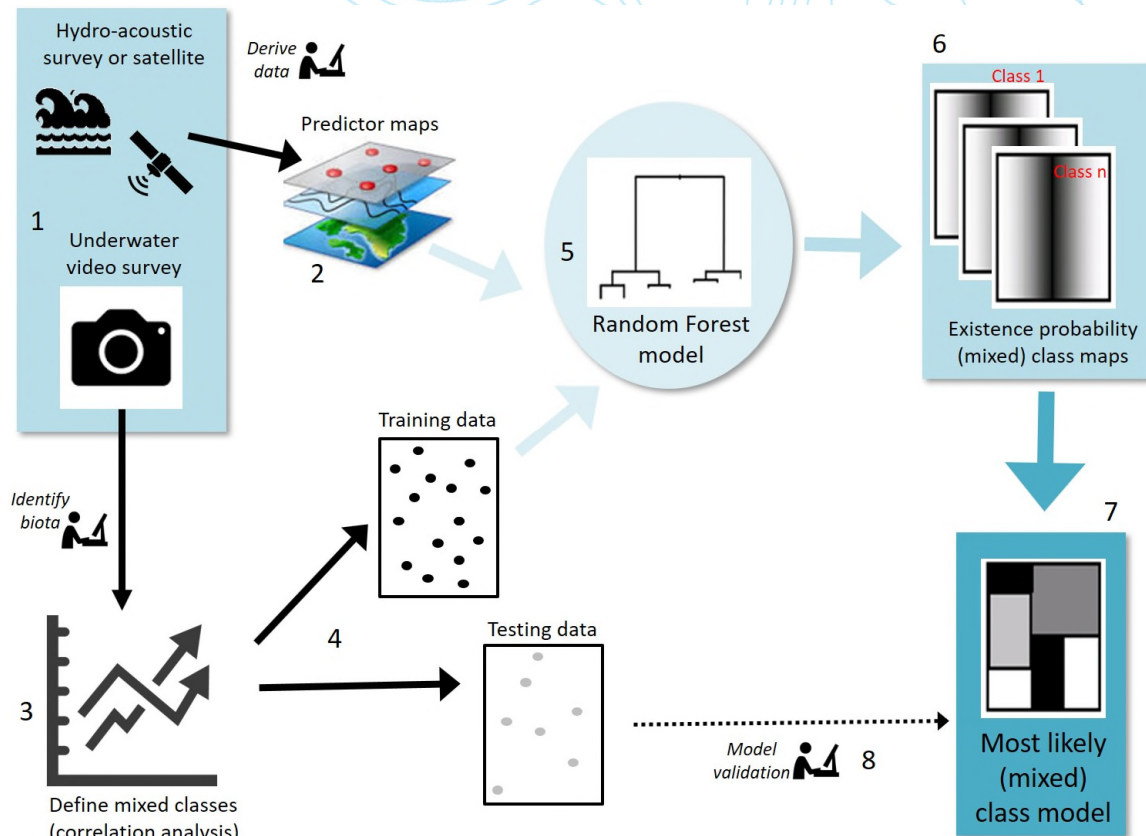 Hydro-acoustic
survey or satellite
1
Underwater
video survey
Derive
data
Predictor maps
2
Identify
biota
3
Define mixed classes
(correlation analysis)
4
Training data
Testing data
5
Random Forest
model
6
Class 1
Class n
Existence probability
(mixed) class maps
7
Most likely
(mixed)
class model
Model
validation
8